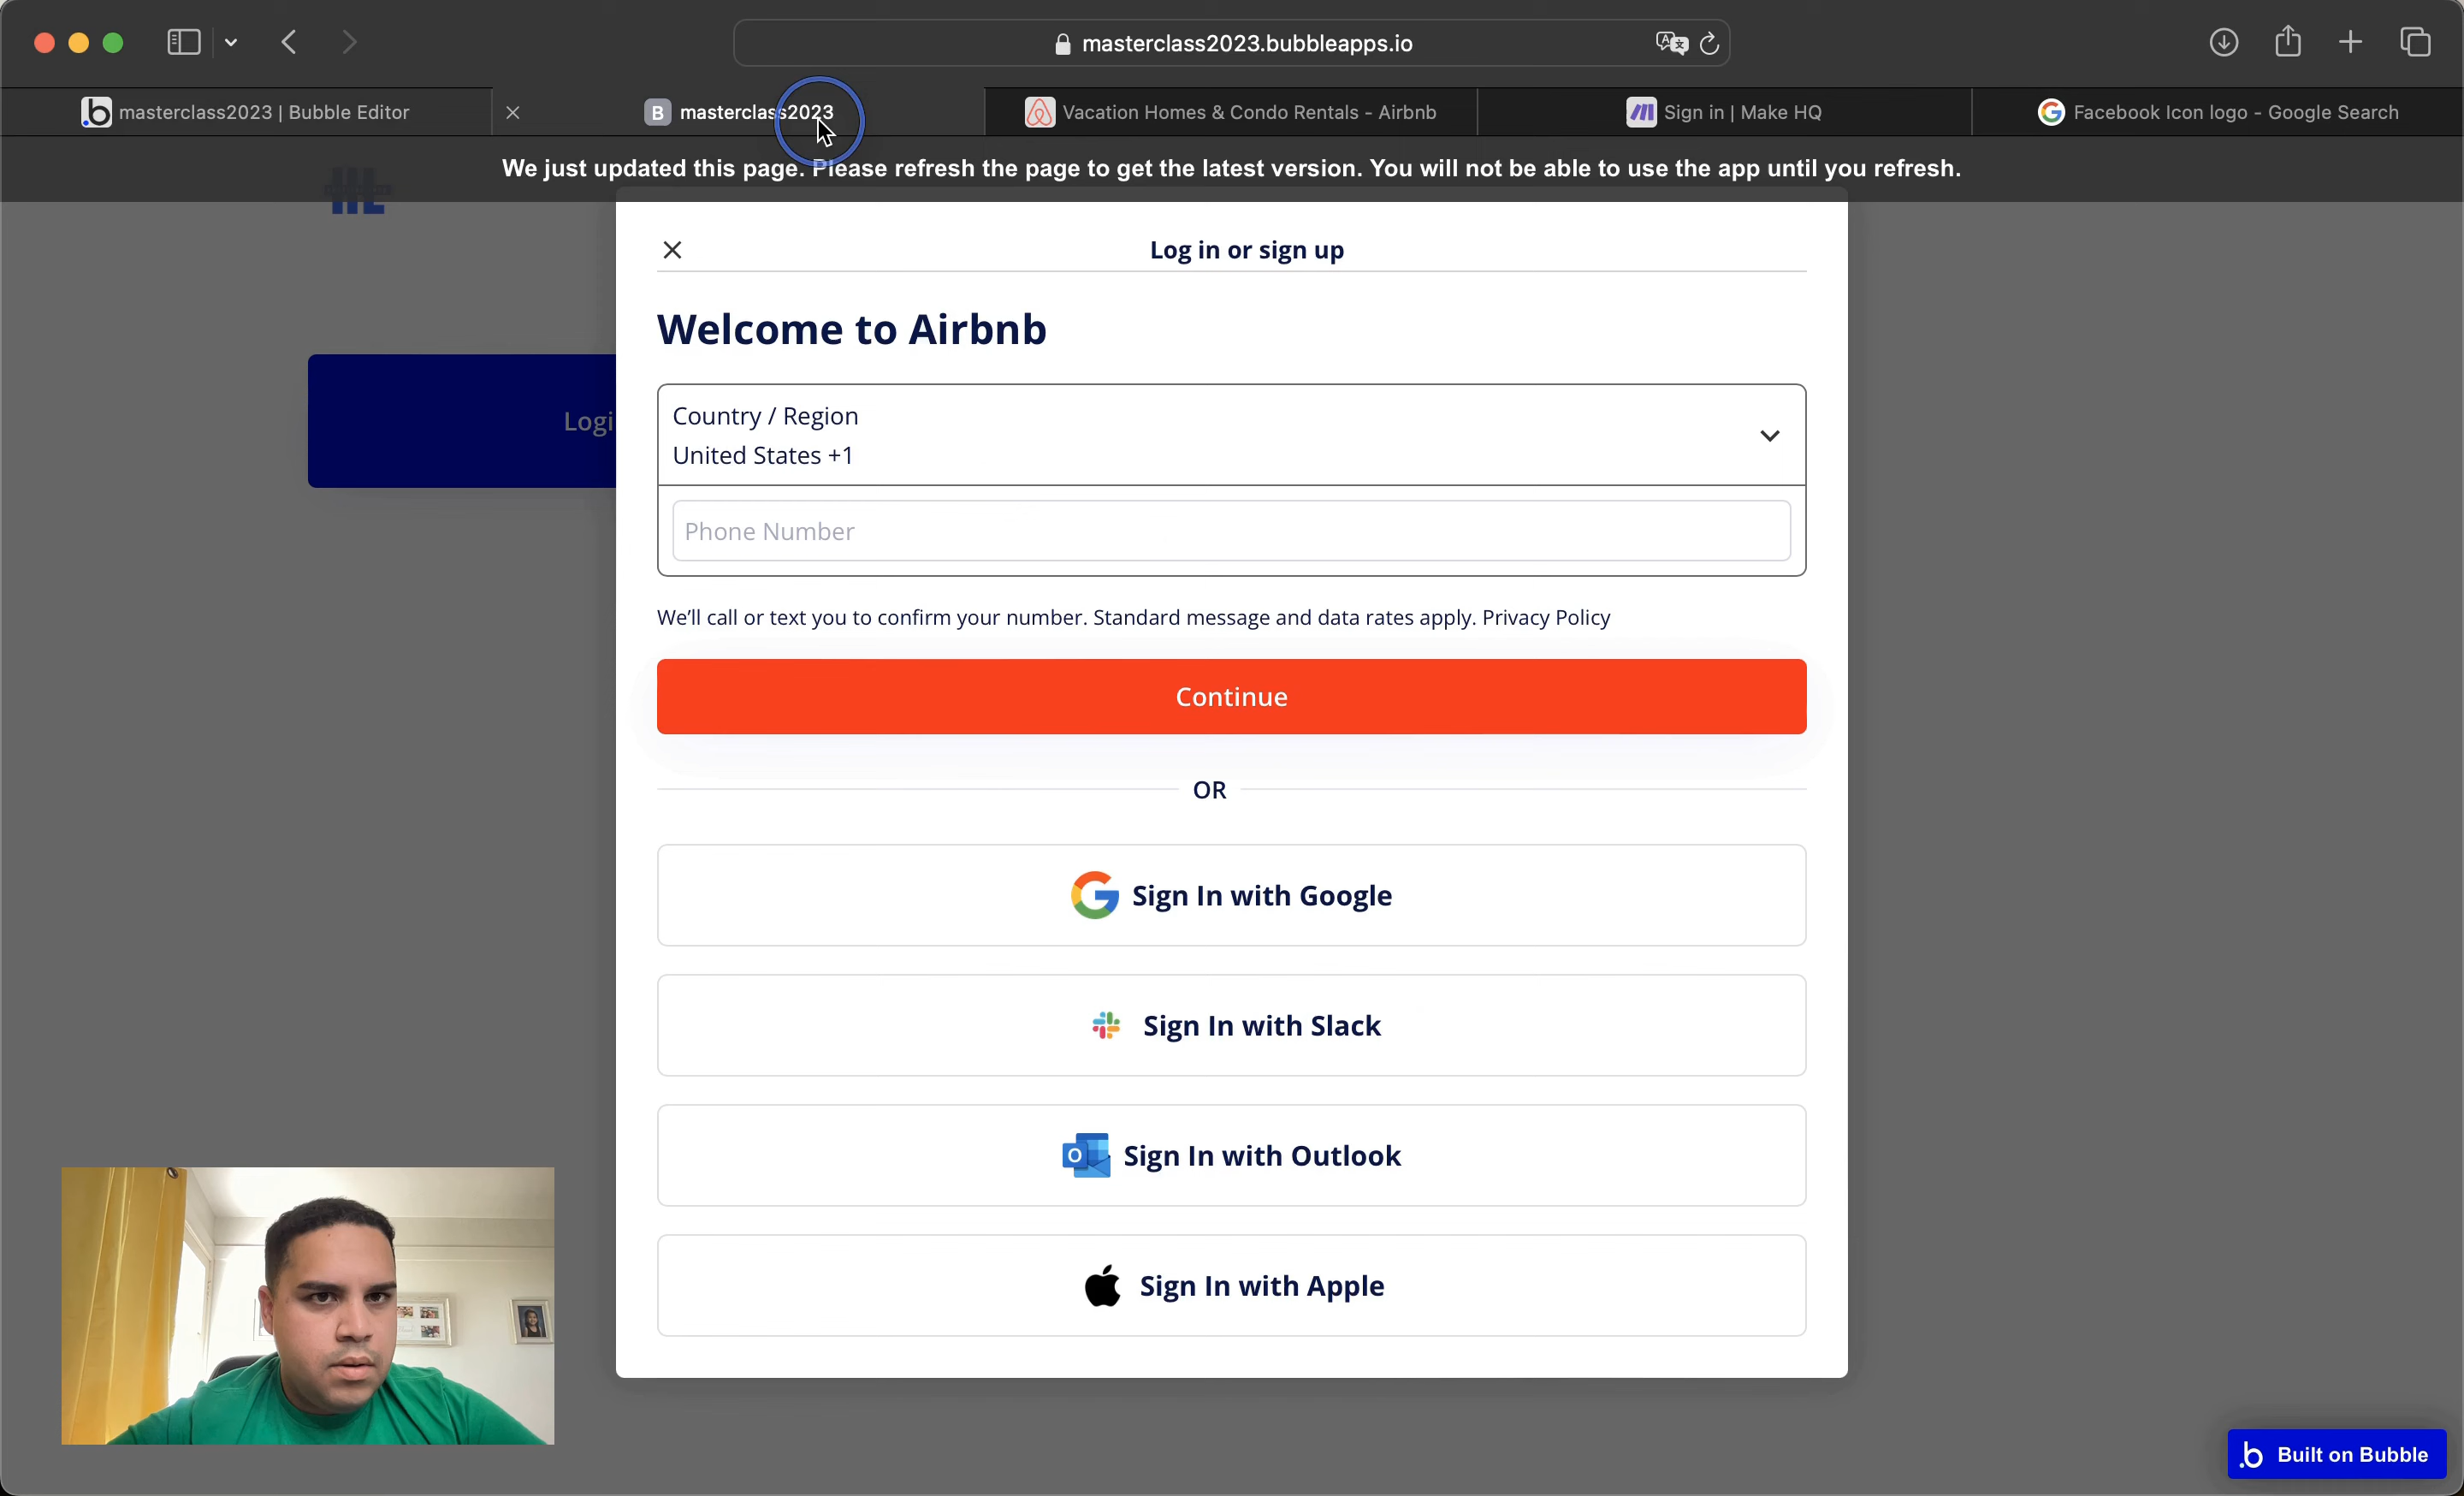 masterclass2023.bubbleapps.io
masterclass2023 | Bubble Editor
B masterclass2023
Vacation Homes & Condo Rentals - Airbnb
Sign in | Make HQ
Facebook Icon logo - Google Search
We just updated this page. Please refresh the page to get the latest version. You will not be able to use the app until you refresh.
Log in or sign up
Welcome to Airbnb
Logi
Country / Region
United States +1
Phone Number
We'll call or text you to confirm your number. Standard message and data rates apply. Privacy Policy
Continue
OR
Sign In with Google
Sign In with Slack
Sign In with Outlook
Sign In with Apple
Built on Bubble